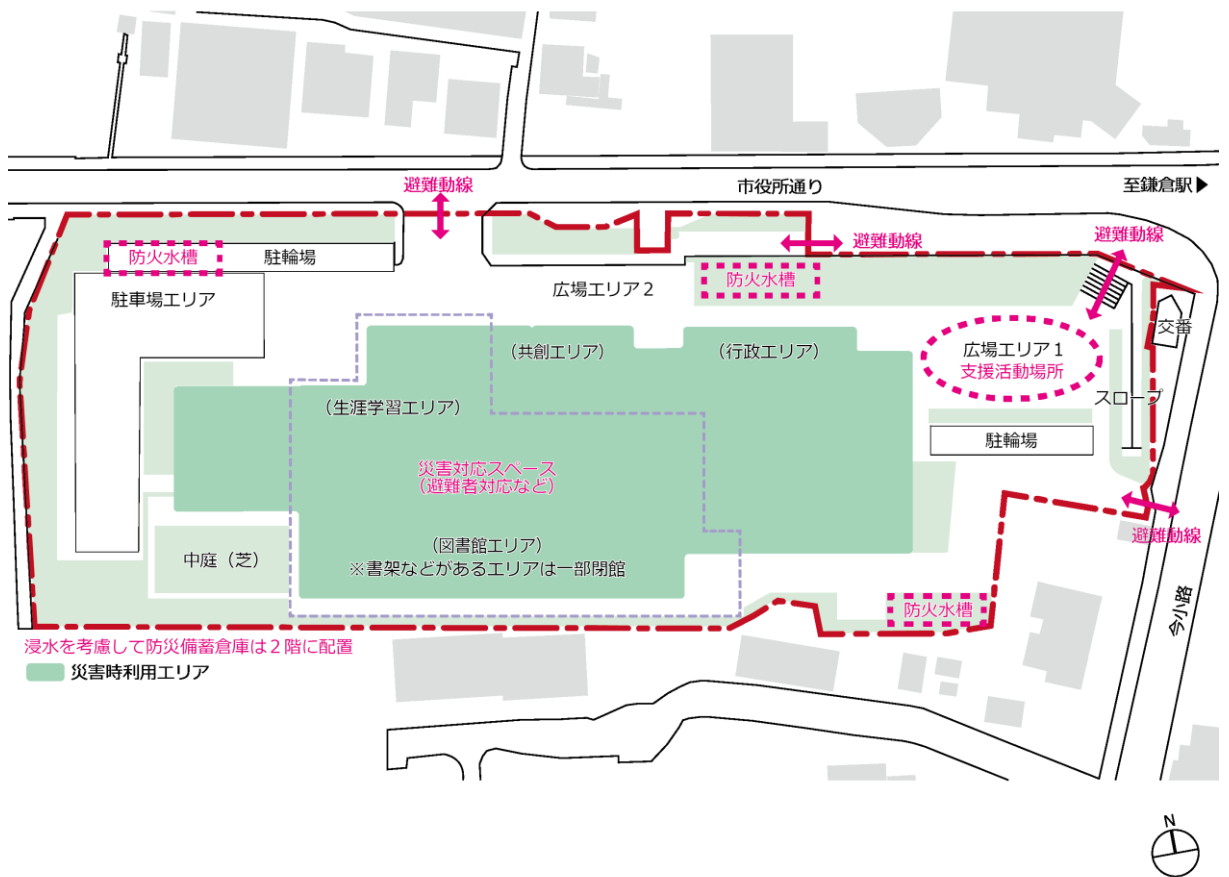 避難動線
市役所通り
至鎌倉駅▶
避難動線
避難動線
防火水槽
駐輪場
防火水槽
駐車場エリア
広場エリア２
交番
(共創エリア)
(行政エリア)
広場エリア１
支援活動場所
スロープ
(生涯学習エリア)
駐輪場
災害対応スペース
(避難者対応など)
避難動線
(図書館エリア)
※書架などがあるエリアは一部閉館
中庭（芝）
防火水槽
今小路
浸水を考慮して防災備蓄倉庫は２階に配置
災害時利用エリア
N